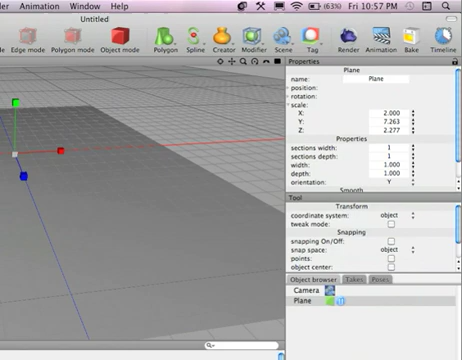 der Animation Window (63%) Fri 10:57 PM
Untitled
Edge mode Polygon mode Object mode Polygon Spline Creator Modifier Scene Tag Render Animation Bake Timeline
Properties
Plane
name: Plane
position:
rotation:
scale:
X: 2.000
Y: 7.263
Z: 2.277
Properties
sections width: 1
sections depth: 1
width: 1.000
depth: 1.000
orientation: Y
Smooth
Tool
Transform
coordinate system: object
tweak mode:
Snapping
snapping On/Off:
snap space: object
points:
object center:
Object browser Takes Poses
Camera
Plane